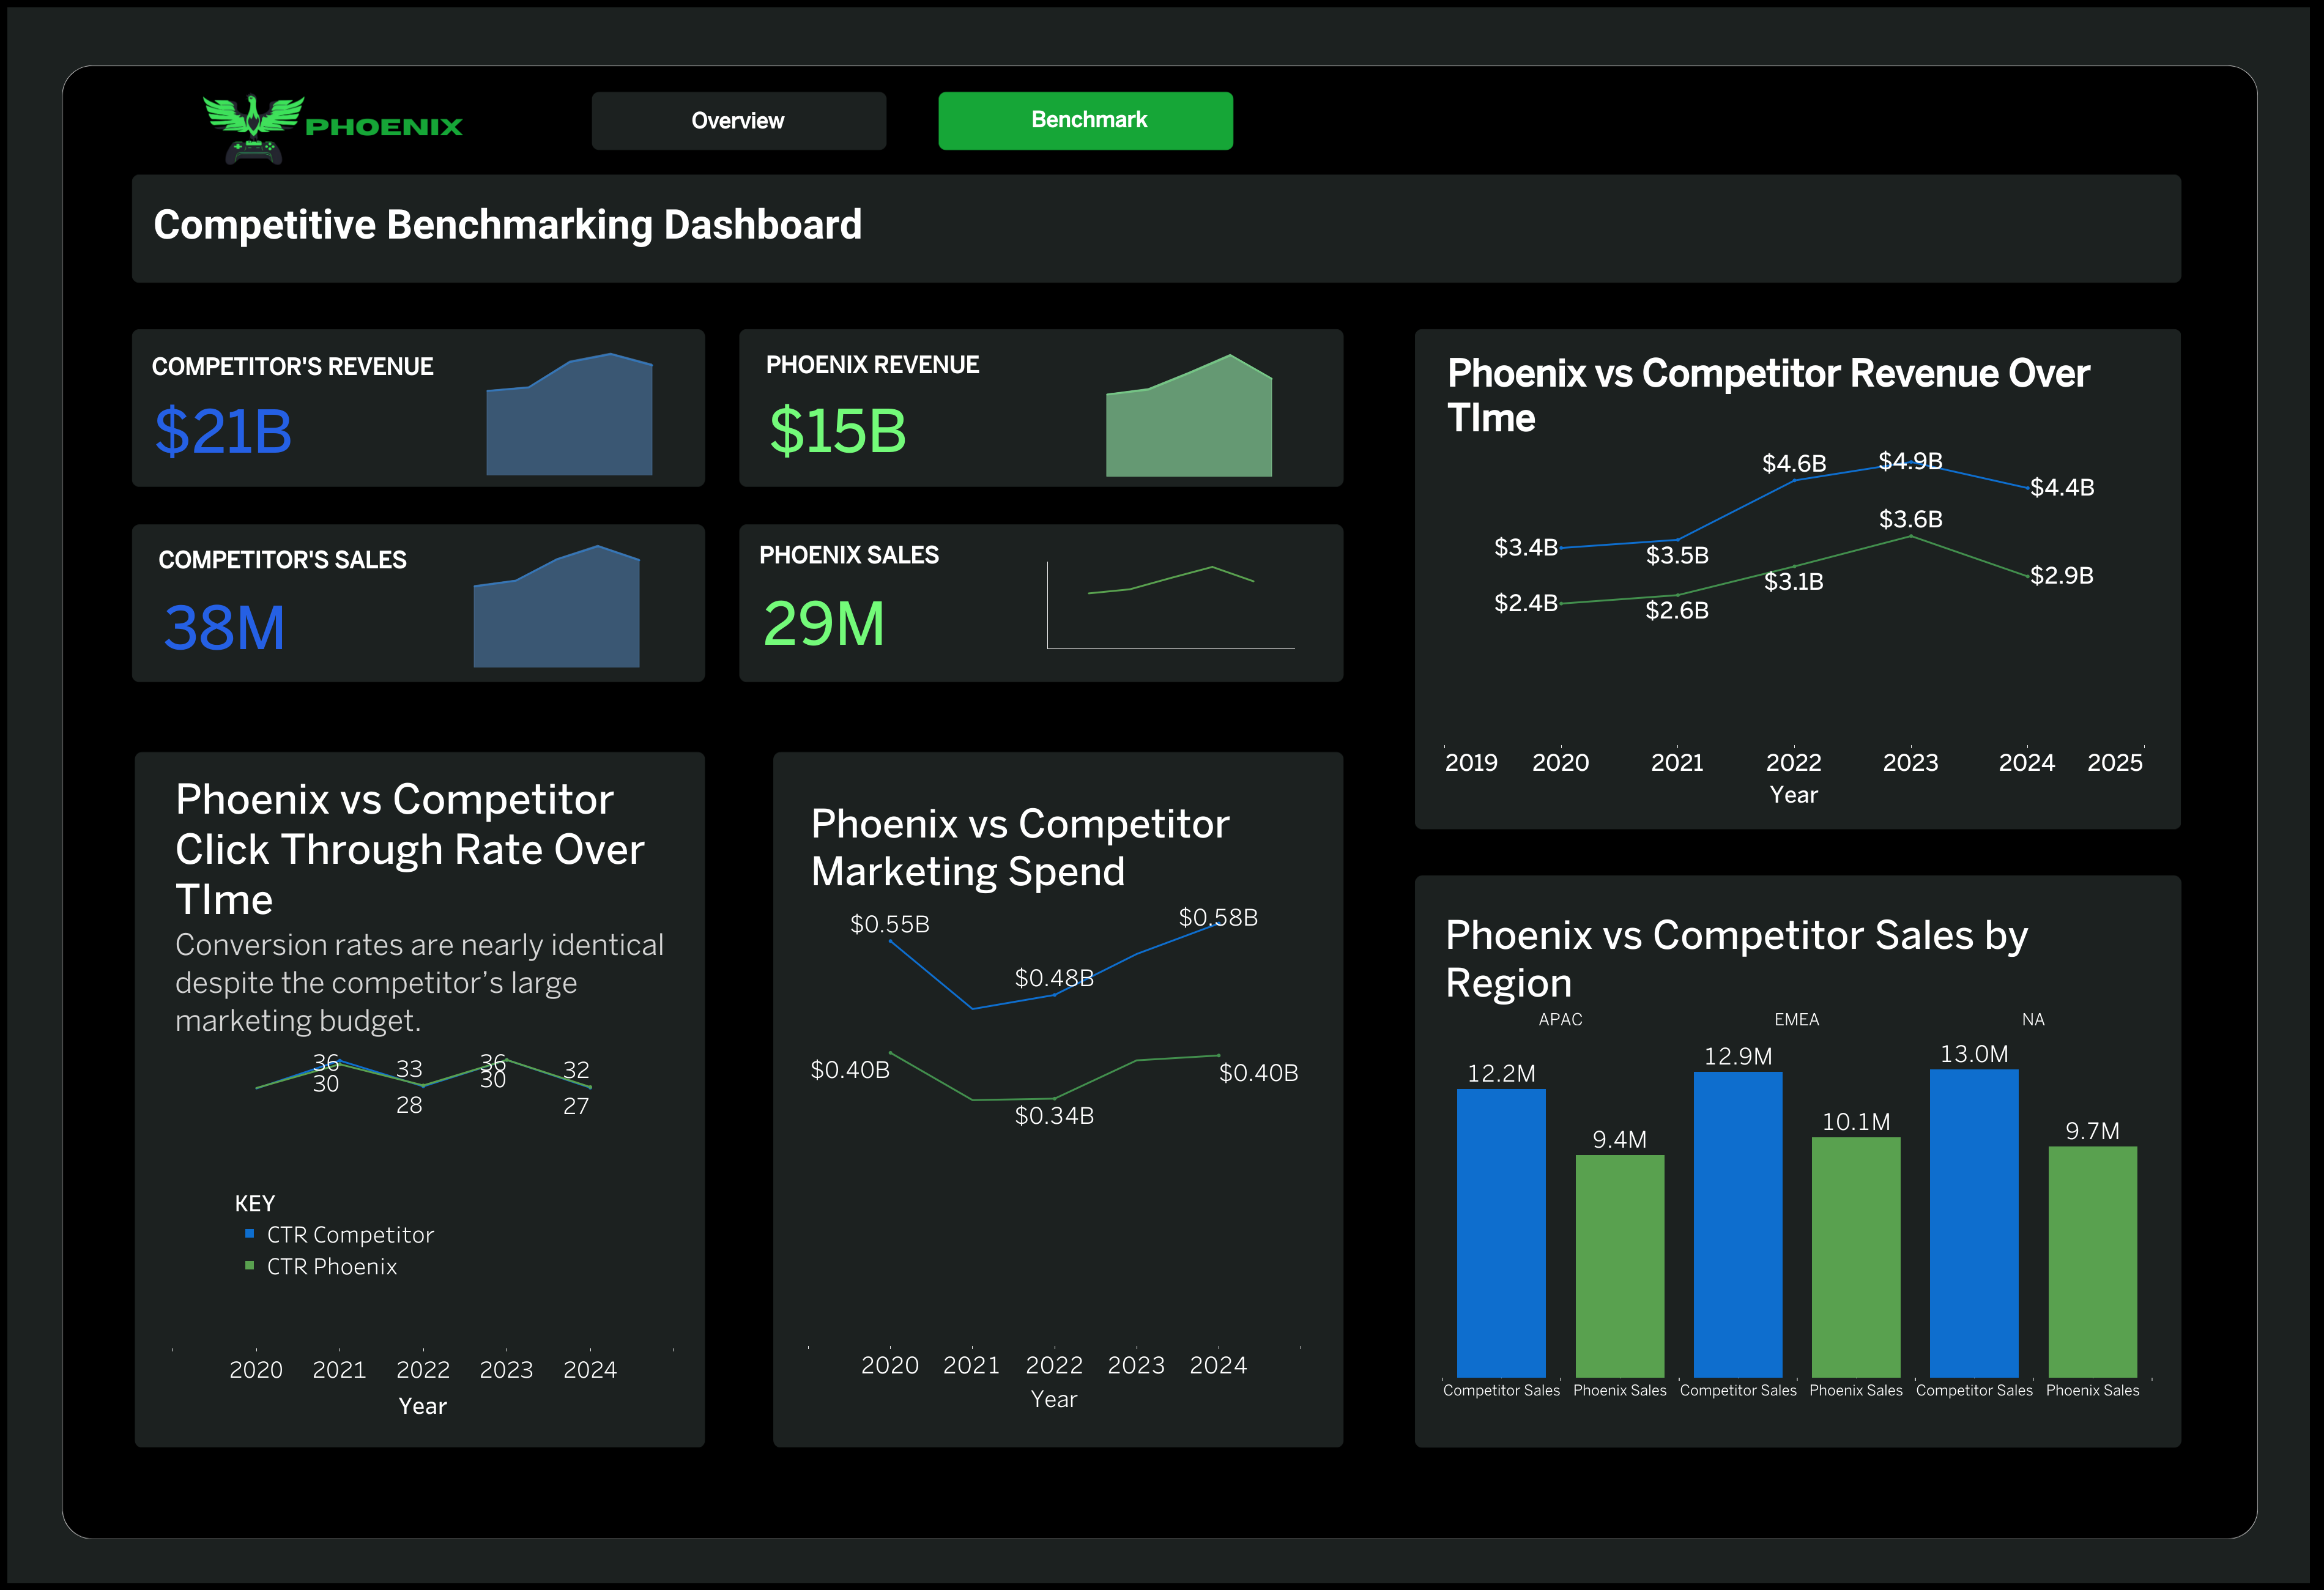 PHOENIX
Overview
Benchmark
Competitive Benchmarking Dashboard
COMPETITOR'S REVENUE
$21B
PHOENIX REVENUE
$15B
COMPETITOR'S SALES
38M
PHOENIX SALES
29M
Phoenix vs Competitor Revenue Over
TIme
$4.6B
$4.9B
$4.4B
$3.4B
$3.5B
$3.6B
$3.1B
$2.9B
$2.4B
$2.6B
2019 2020 2021 2022 2023 2024 2025
Year
Phoenix vs Competitor
Click Through Rate Over
TIme
Conversion rates are nearly identical
despite the competitor’s large
marketing budget.
36 33 36 32
30 28 30 27
KEY
CTR Competitor
CTR Phoenix
2020 2021 2022 2023 2024
Year
Phoenix vs Competitor
Marketing Spend
$0.55B $0.48B $0.58B
$0.40B $0.34B $0.40B
2020 2021 2022 2023 2024
Year
Phoenix vs Competitor Sales by
Region
APAC EMEA NA
12.2M 9.4M 12.9M 10.1M 13.0M 9.7M
Competitor Sales Phoenix Sales Competitor Sales Phoenix Sales Competitor Sales Phoenix Sales